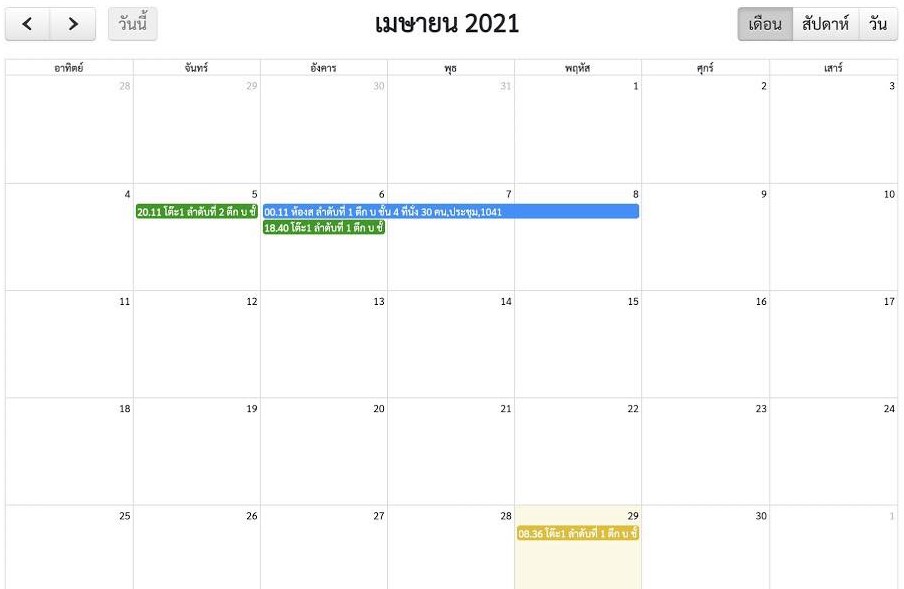 วันนี้
เมษายน 2021
เดือน สัปดาห์ วัน
อาทิตย์ จันทร์ อังคาร พุธ พฤหัส ศุกร์ เสาร์
28 29 30 31 1 2 3
4 5 6 7 8 9 10
20.11 โต๊ะ1 ลำดับที่ 2 ตึก บ ชั้ 00.11 ห้องส ลำดับที่ 1 ตึก บ ชั้น 4 ที่นั่ง 30 คน,ประชุม,1041
18.40 โต๊ะ1 ลำดับที่ 1 ตึก บ ชั้
11 12 13 14 15 16 17
18 19 20 21 22 23 24
25 26 27 28 29 30 1
08.36 โต๊ะ1 ลำดับที่ 1 ตึก บ ชั้